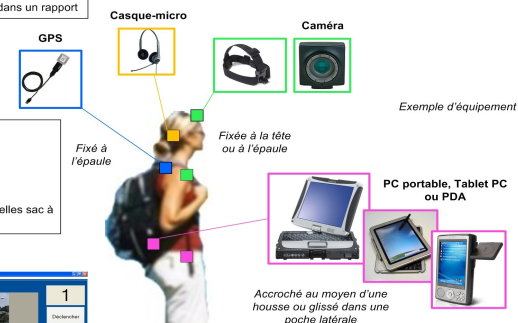 dans un rapport
Casque-micro
Caméra
GPS
Exemple d'équipement
Fixée à la tête
ou à l'épaule
Fixé à
l'épaule
PC portable, Tablet PC
ou PDA
elles sac à
Accroché au moyen d'une
housse ou glissé dans une
poche latérale
1
Déclencher